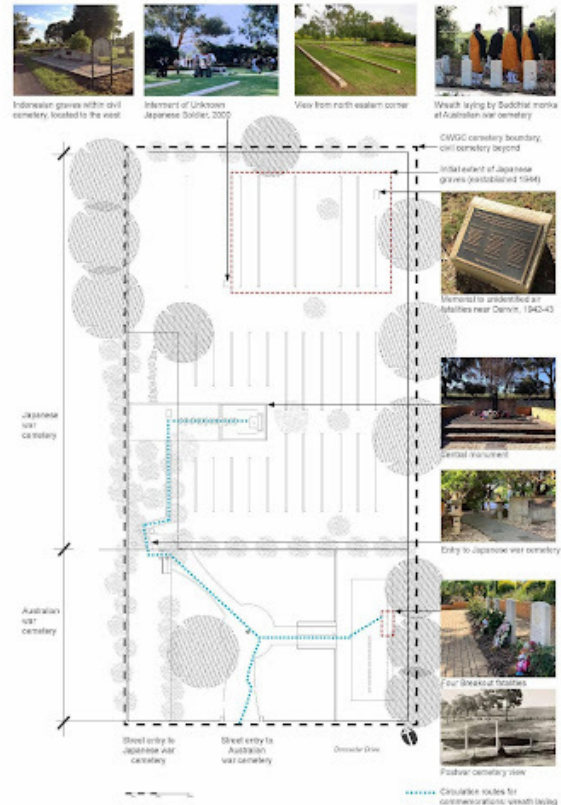 Indonesian graves within civil
cemetery, located to the west
Interment of Unknown
Japanese Soldier, 2000
View from north eastern corner
Wreath laying by Buddhist monks
at Australian war cemetery
CWGC cemetery boundary,
civil cemetery beyond
Initial extent of Japanese
graves (eastablished 1944)
Memorial to unidentified air
fatalities near Darwin, 1942-43
Japanese
war
cemetery
Central monument
Entry to Japanese war cemetery
Australian
war
cemetery
Four Breakout fatalities
Street entry to
Japanese war
cemetery
Street entry to
Australian
war cemetery
Doncaster Drive
Postwar cemetery view
Circulation routes for
commemorations: wreath laying